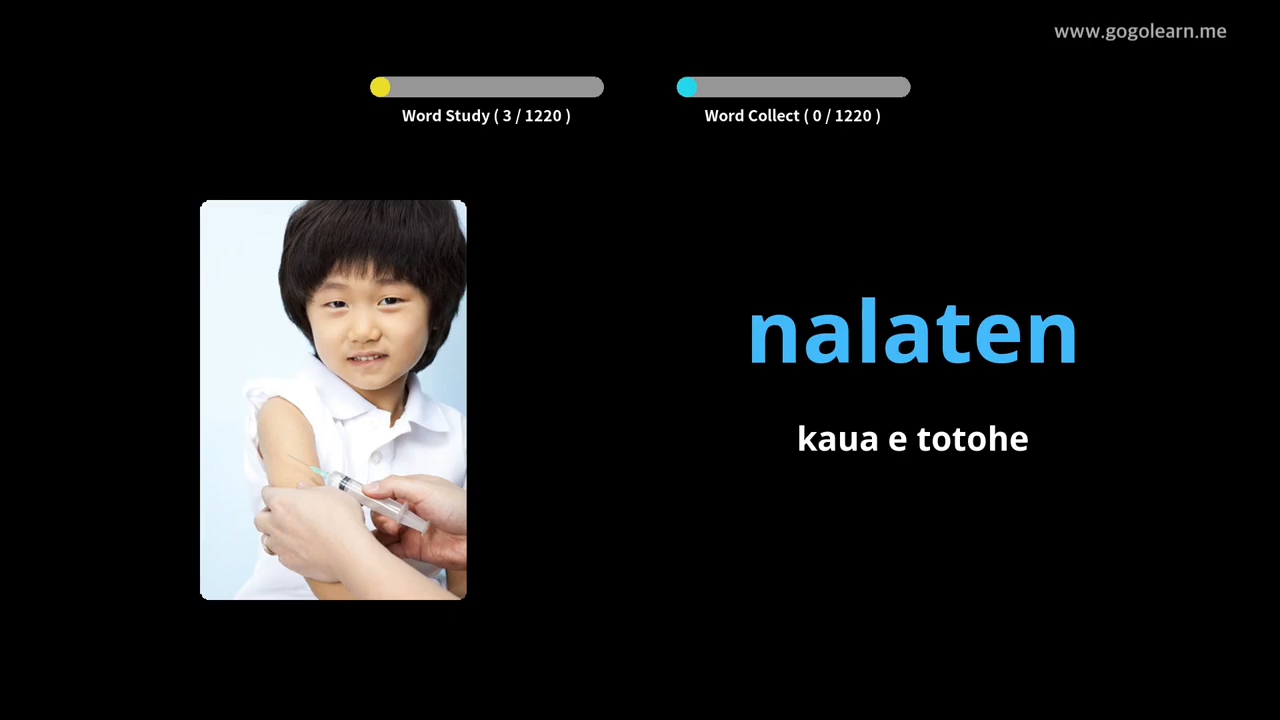 www.gogolearn.me
Word Study ( 3 / 1220 )
Word Collect ( 0 / 1220 )
nalaten
kaua e totohe